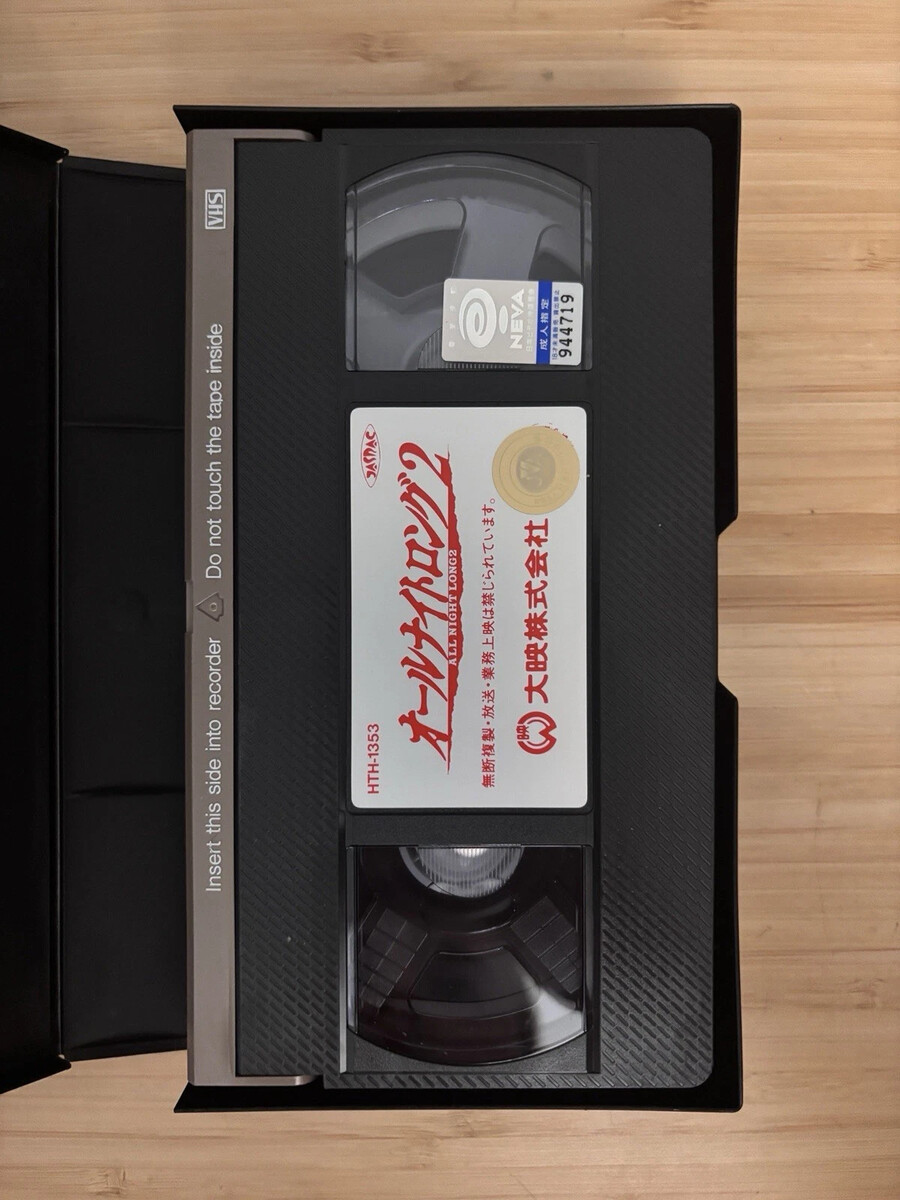 VHS
Insert this side into recorder Do not touch the tape inside
NEVA
成人指定
944719
JASRAC
HTH-1353
オールナイトロング2
ALL NIGHT LONG2
無断複製・放送・業務上映は禁じられています。
映
大映株式会社